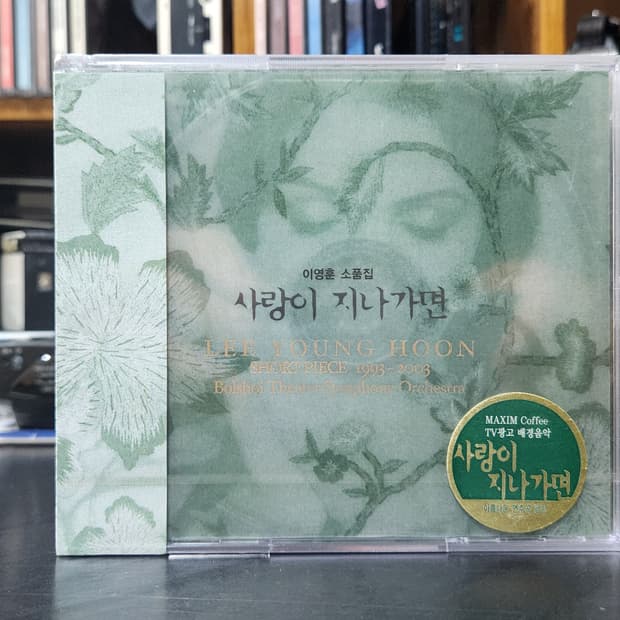 이영훈 소품집
사랑이 지나가면
LEE YOUNG HOON
SHORT PIECE 1993-2003
Bolshoi Theatre Symphony Orchestra
MAXIM Coffee
TV광고 배경음악
사랑이
지나가면